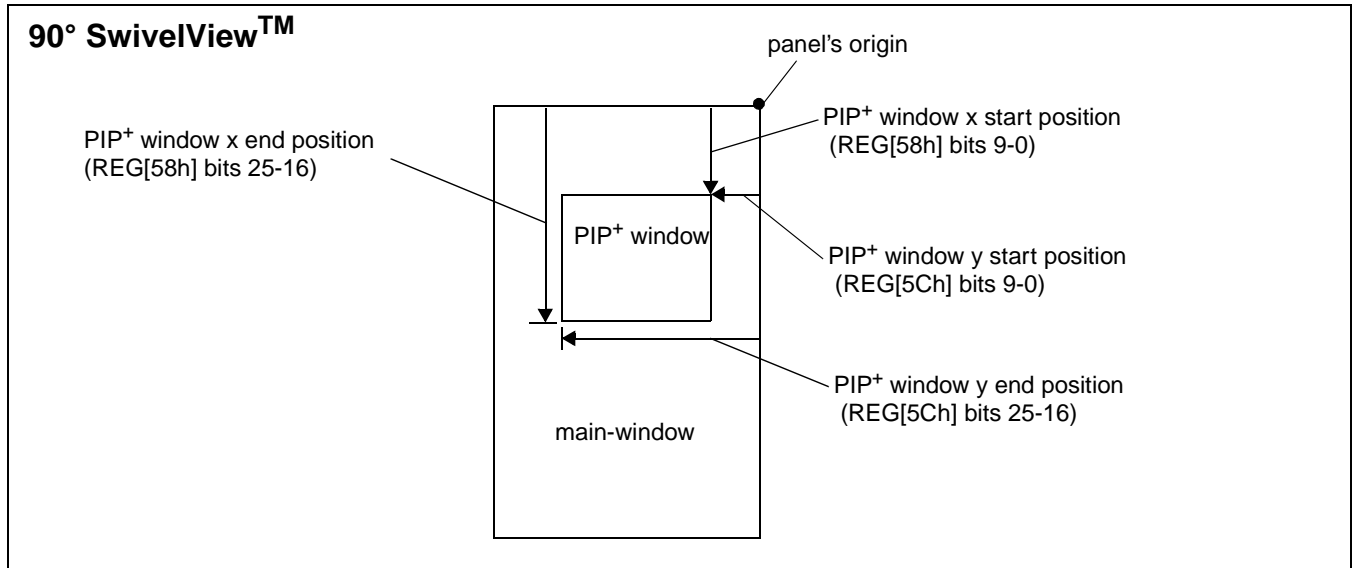 90° SwivelView™
panel's origin
PIP+ window x end position
(REG[58h] bits 25-16)
PIP+ window x start position
(REG[58h] bits 9-0)
PIP+ window
PIP+ window y start position
(REG[5Ch] bits 9-0)
PIP+ window y end position
(REG[5Ch] bits 25-16)
main-window